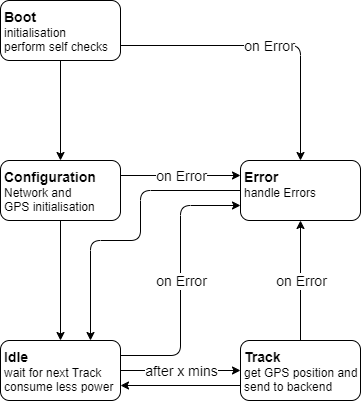 Boot
initialisation
perform self checks
on Error
Configuration
Network and
GPS initialisation
on Error
Error
handle Errors
on Error
on Error
Idle
wait for next Track
consume less power
after x mins
Track
get GPS position and
send to backend